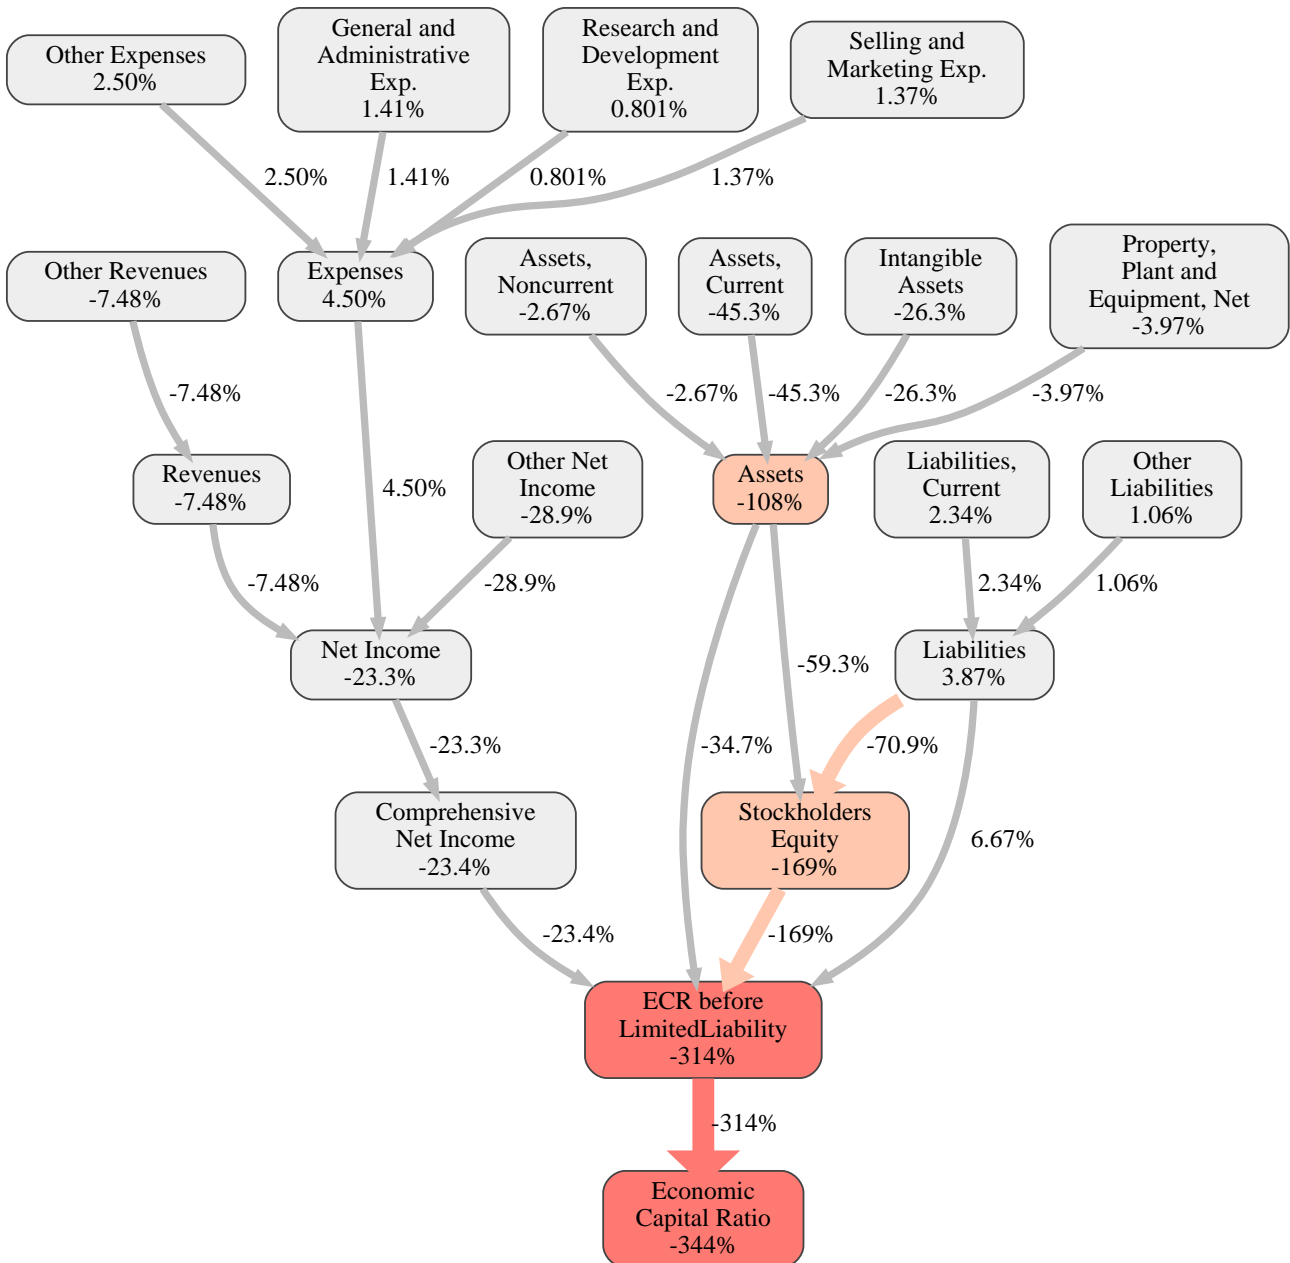 Other Expenses
2.50%
General and
Administrative
Exp.
1.41%
Research and
Development
Exp.
0.801%
Selling and
Marketing Exp.
1.37%
2.50%
1.41%
0.801%
1.37%
Other Revenues
-7.48%
Expenses
4.50%
Assets,
Noncurrent
-2.67%
Assets,
Current
-45.3%
Intangible
Assets
-26.3%
Property,
Plant and
Equipment, Net
-3.97%
-7.48%
-2.67%
-45.3%
-26.3%
-3.97%
Revenues
-7.48%
4.50%
Other Net
Income
-28.9%
Assets
-108%
Liabilities,
Current
2.34%
Other
Liabilities
1.06%
-7.48%
-28.9%
2.34%
1.06%
Net Income
-23.3%
-59.3%
Liabilities
3.87%
-23.3%
-34.7%
-70.9%
Comprehensive
Net Income
-23.4%
Stockholders
Equity
-169%
6.67%
-23.4%
-169%
ECR before
LimitedLiability
-314%
-314%
Economic
Capital Ratio
-344%